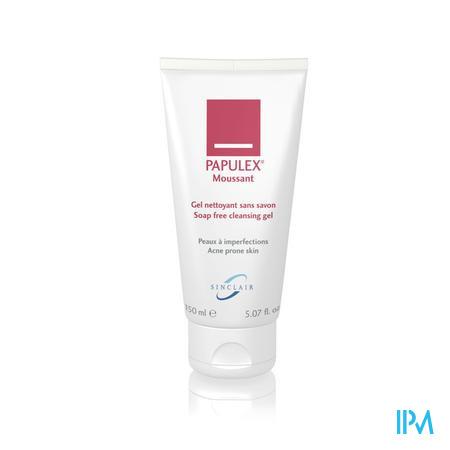 PAPULEX®
Moussant
Gel nettoyant sans savon
Soap free cleansing gel
Peaux à imperfections
Acne prone skin
SINCLAIR
150 ml e 5.07 fl. oz
IPM